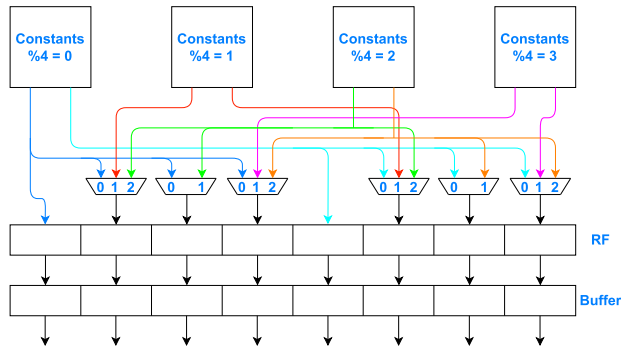 Constants Constants Constants Constants
%4 = 0 %4 = 1 %4 = 2 %4 = 3
0 1 2 0 1 0 1 2 0 1 2 0 1 0 1 2
RF
Buffer